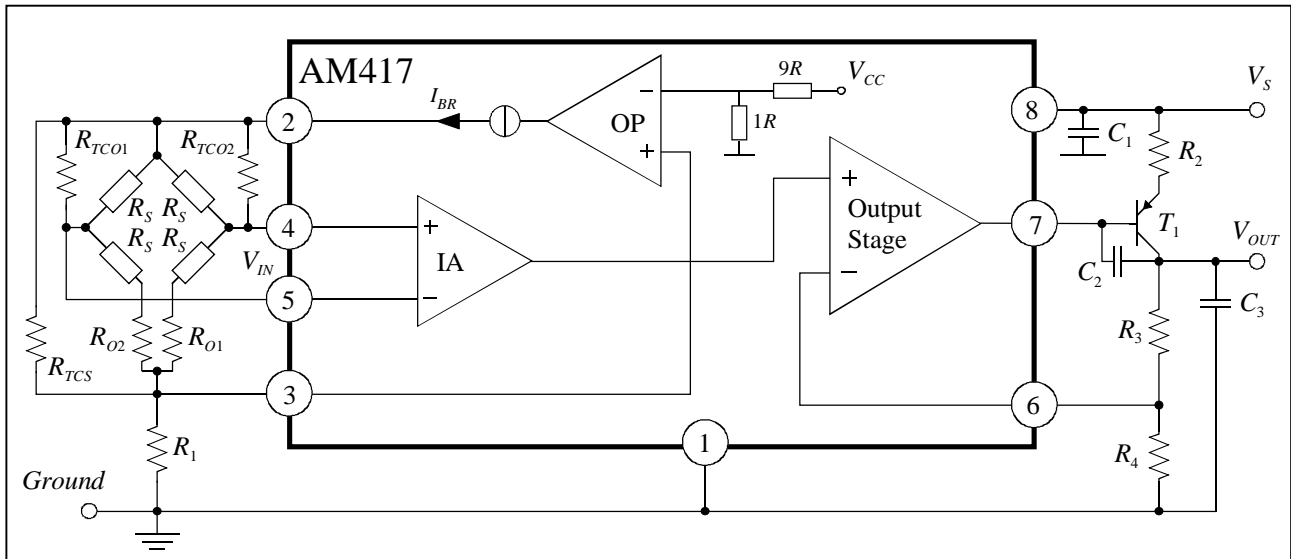 AM417
9R
V_CC
V_S
I_BR
2
OP
−
+
1R
8
C_1
R_2
R_TCO1
R_TCO2
R_S
R_S
R_S
R_S
4
+
IA
−
+
Output
Stage
−
7
T_1
V_OUT
V_IN
C_2
5
C_3
R_O2
R_O1
R_3
R_TCS
3
6
1
R_1
R_4
Ground